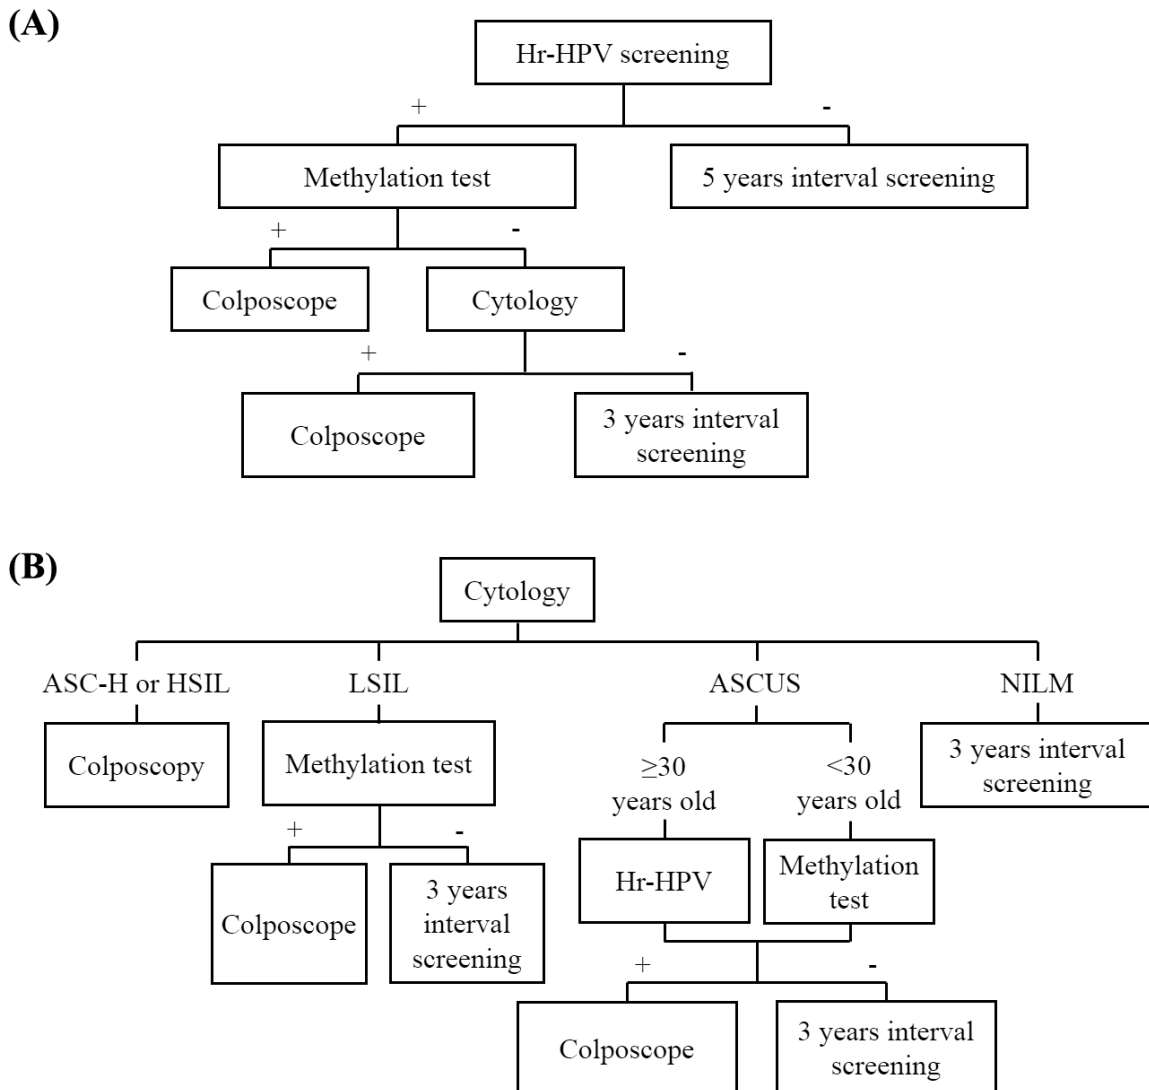 (A)
Hr-HPV screening
+
-
Methylation test
5 years interval screening
+
-
Colposcope
Cytology
+
-
Colposcope
3 years interval
screening
(B)
Cytology
ASC-H or HSIL
LSIL
ASCUS
NILM
Colposcopy
Methylation test
≥30
years old
<30
years old
3 years interval
screening
+
-
Colposcope
3 years
interval
screening
Hr-HPV
Methylation
test
+
-
Colposcope
3 years interval
screening